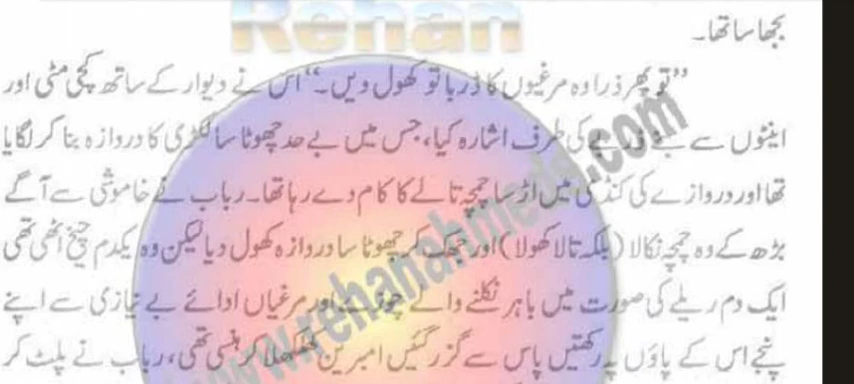 Rehan
بجھا سا تھا۔
”تو پھر ذرا وہ مرغیوں کا ڈربا تو کھول دیں۔“ اس نے دیوار کے ساتھ کچی مٹی اور
اینٹوں سے بنے ڈربے کی طرف اشارہ کیا، جس میں بے حد چھوٹا سا لکڑی کا دروازہ بنا کر لگایا
تھا اور دروازے کی کنڈی میں اڑسا چمچہ تالے کا کام دے رہا تھا۔ رباب نے خاموشی سے آگے
بڑھ کے وہ چمچہ نکالا (بلکہ تالا کھولا) اور جھک کر چھوٹا سا دروازہ کھول دیا لیکن وہ یکدم چیخ اٹھی تھی
ایک دم ریلے کی صورت میں باہر نکلنے والے چوزے اور مرغیاں ادائے بے نیازی سے اپنے
پنجے اس کے پاؤں پہ رکھتیں پاس سے گزر گئیں امبرین کھلکھلا کر ہنسی تھی، رباب نے پلٹ کر